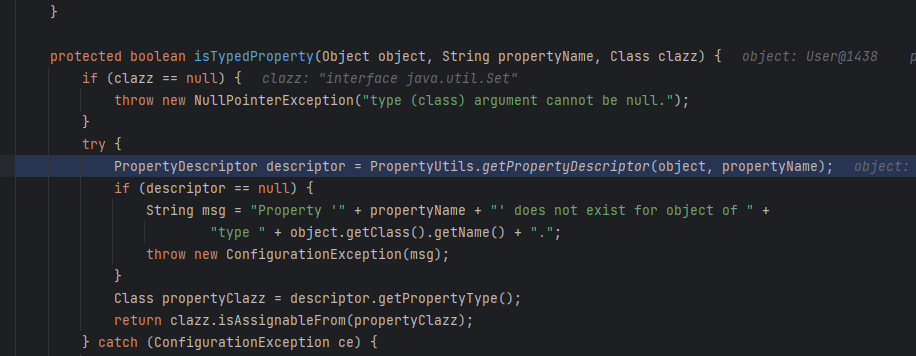 }
protected boolean isTypedProperty(Object object, String propertyName, Class clazz) { object: User@1438 p
if (clazz == null) { clazz: "interface java.util.Set"
throw new NullPointerException("type (class) argument cannot be null.");
}
try {
PropertyDescriptor descriptor = PropertyUtils.getPropertyDescriptor(object, propertyName); object:
if (descriptor == null) {
String msg = "Property '" + propertyName + "' does not exist for object of " +
"type " + object.getClass().getName() + ".";
throw new ConfigurationException(msg);
}
Class propertyClazz = descriptor.getPropertyType();
return clazz.isAssignableFrom(propertyClazz);
} catch (ConfigurationException ce) {